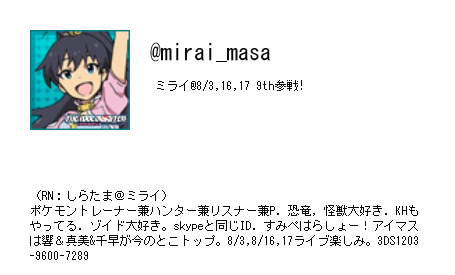 THE IDOLM@STER
@mirai_masa
ミライ@8/3,16,17 9th参戦!
（RN：しらたま＠ミライ）
ポケモントレーナー兼ハンター兼リスナー兼P．恐竜，怪獣大好き．KHも
やってる．ゾイド大好き。skypeと同じID．すみぺはらしょー！アイマス
は響＆真美&千早が今のとこトップ。8/3,8/16,17ライブ楽しみ。3DS1203
-9600-7289